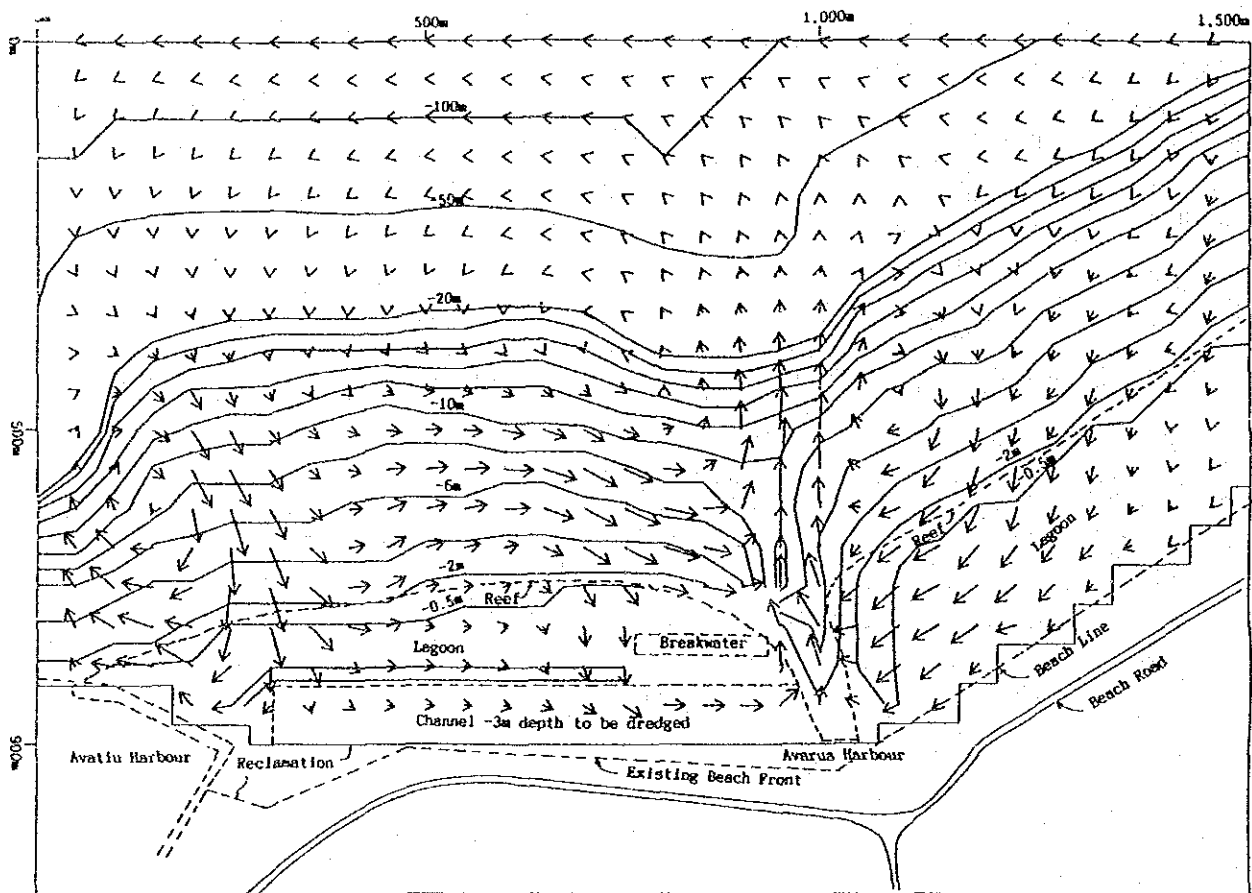 500m
1.000m
1,500m
0m
-100m
-50m
-20m
-10m
500m
-6m
-2m
-0.5m
Reef
Lagoon
-2m
-0.5m
Reef
Legoon
Breakwater
Channel -3m depth to be dredged
Beach Line
Beach Road
900m
Avatiu Harbour
Reclamation
Existing Beach Front
Avarua Harbour